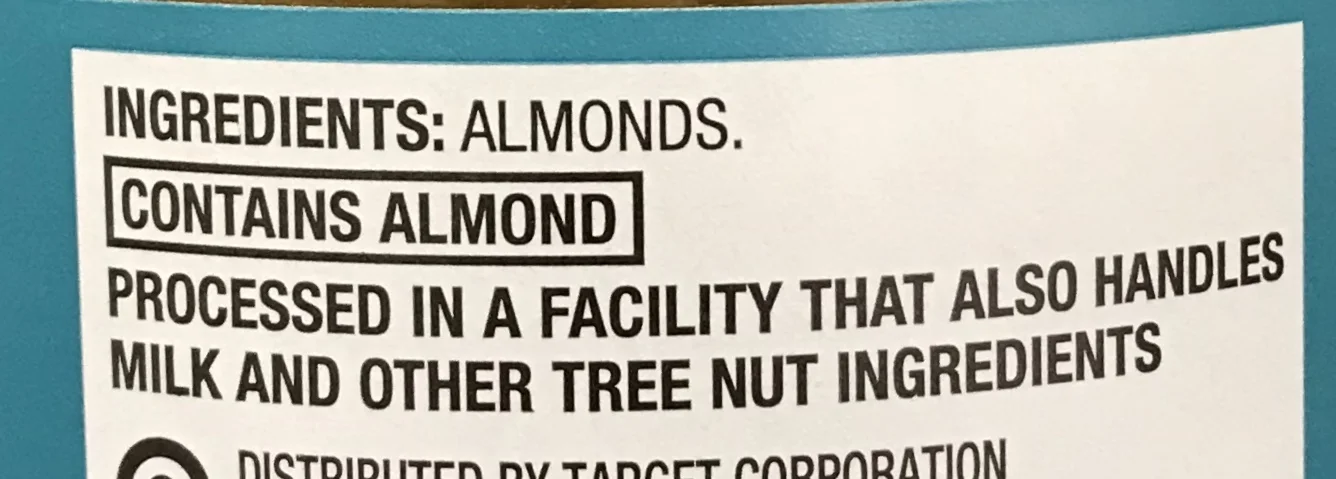 INGREDIENTS: ALMONDS.
CONTAINS ALMOND
PROCESSED IN A FACILITY THAT ALSO HANDLES
MILK AND OTHER TREE NUT INGREDIENTS
DISTRIBUTED BY TARGET CORPORATION